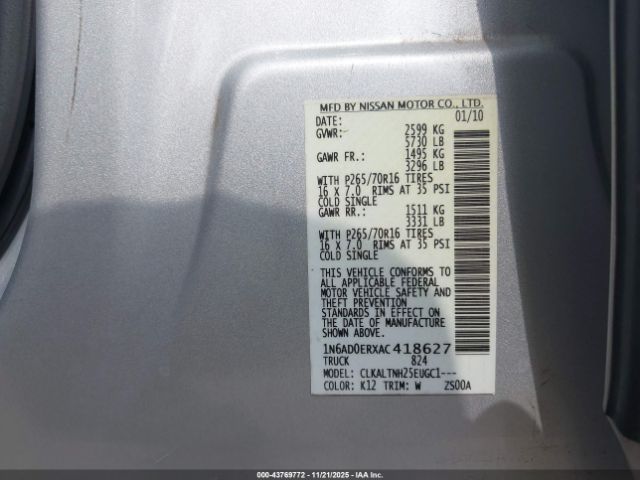 MFD BY NISSAN MOTOR CO., LTD.
DATE: 01/10
GVWR: 2599 KG
5730 LB
GAWR FR.: 1495 KG
3296 LB
WITH P265/70R16 TIRES
16 X 7.0 RIMS AT 35 PSI
COLD SINGLE
GAWR RR.: 1511 KG
3331 LB
WITH P265/70R16 TIRES
16 X 7.0 RIMS AT 35 PSI
COLD SINGLE
THIS VEHICLE CONFORMS TO
ALL APPLICABLE FEDERAL
MOTOR VEHICLE SAFETY AND
THEFT PREVENTION
STANDARDS IN EFFECT ON
THE DATE OF MANUFACTURE
SHOWN ABOVE.
1N6AD0ERXAC418627
TRUCK 824
MODEL: CLKALTNH25EUGC1---
COLOR: K12 TRIM: W ZS00A
000-43769772 - 11/21/2025 - IAAI.CA